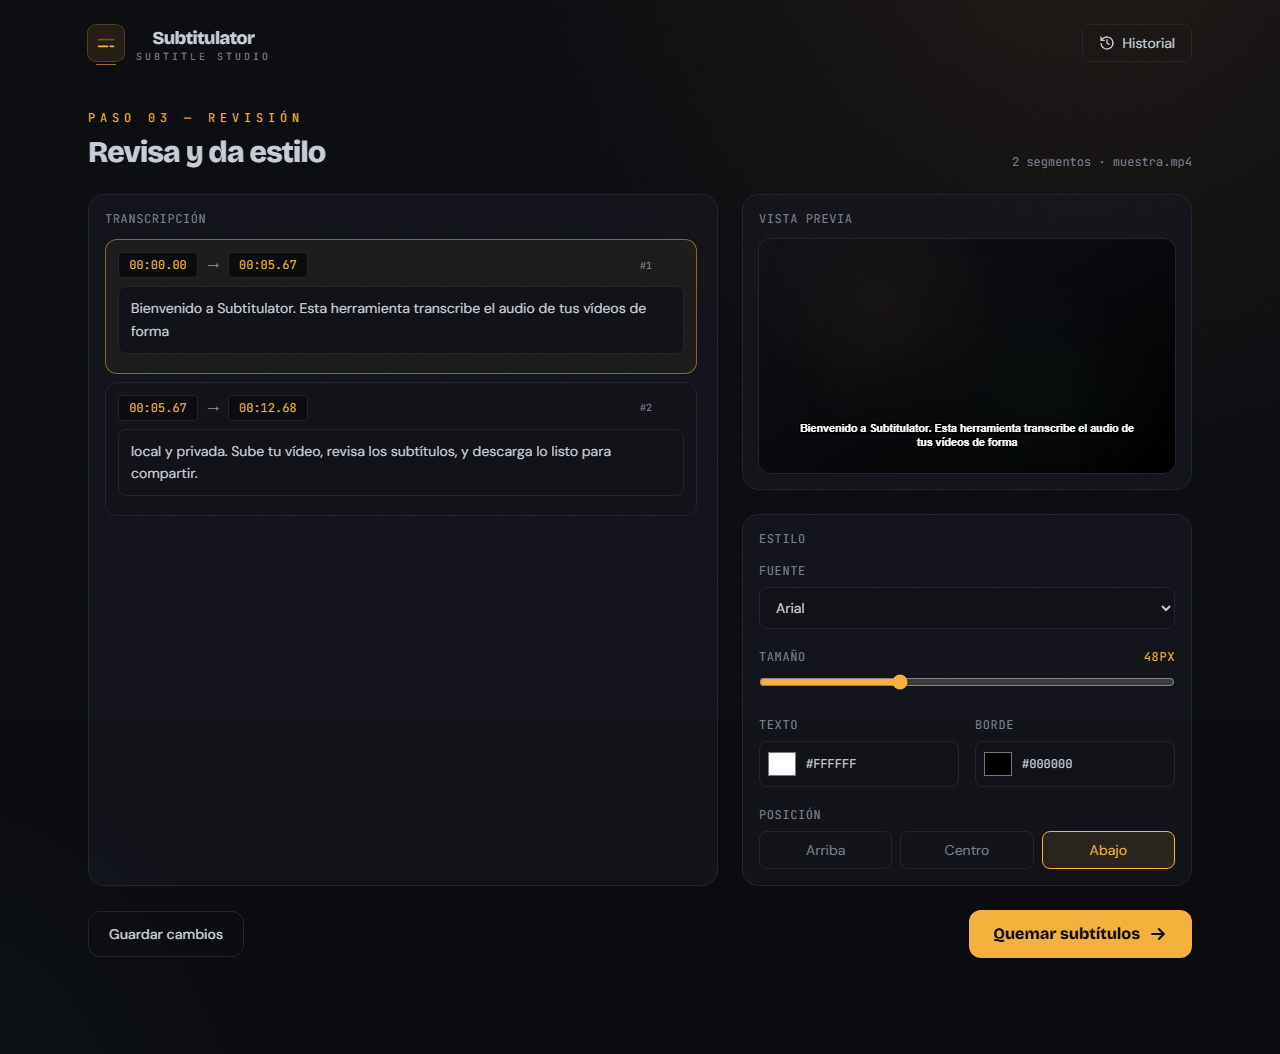 Subtitulator
SUBTITLE STUDIO
Historial
PASO 03 — REVISIÓN
Revisa y da estilo
2 segmentos · muestra.mp4
TRANSCRIPCIÓN
00:00.00 → 00:05.67 #1
Bienvenido a Subtitulator. Esta herramienta transcribe el audio de tus vídeos de
forma
00:05.67 → 00:12.68 #2
local y privada. Sube tu vídeo, revisa los subtítulos, y descarga lo listo para
compartir.
VISTA PREVIA
Bienvenido a Subtitulator. Esta herramienta transcribe el audio de
tus vídeos de forma
ESTILO
FUENTE
Arial
TAMAÑO 48PX
TEXTO BORDE
#FFFFFF #000000
POSICIÓN
Arriba Centro Abajo
Guardar cambios
Quemar subtítulos →